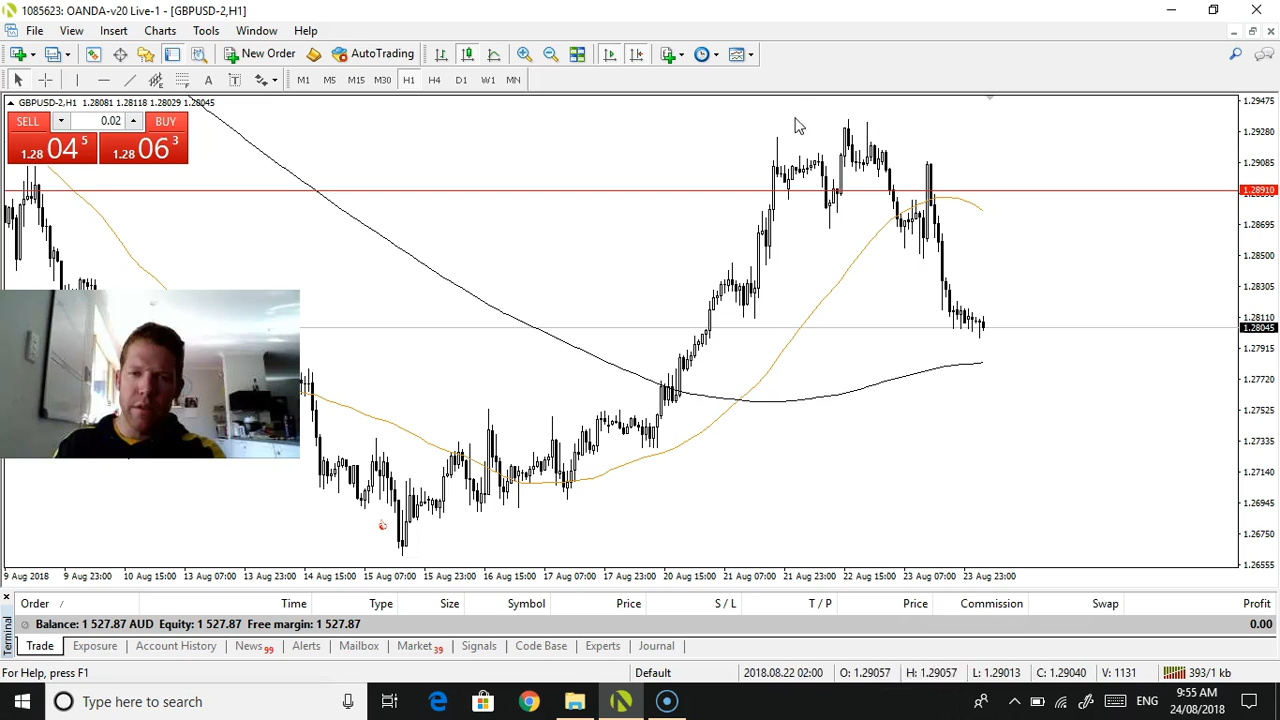 1085623: OANDA-v20 Live-1 - [GBPUSD-2,H1]
File View Insert Charts Tools Window Help
New Order AutoTrading
A T M1 M5 M15 M30 H1 H4 D1 W1 MN
GBPUSD-2,H1 1.28081 1.28118 1.28029 1.28045
SELL 0.02 BUY
1.28 04 5 1.28 06 3
1.29475
1.29280
1.29085
1.28910
1.28695
1.28500
1.28305
1.28110
1.28045
1.27915
1.27720
1.27525
1.27335
1.27140
1.26945
1.26750
1.26555
9 Aug 2018 9 Aug 23:00 10 Aug 15:00 13 Aug 07:00 13 Aug 23:00 14 Aug 15:00 15 Aug 07:00 15 Aug 23:00 16 Aug 15:00 17 Aug 07:00 17 Aug 23:00 20 Aug 15:00 21 Aug 07:00 21 Aug 23:00 22 Aug 15:00 23 Aug 07:00 23 Aug 23:00
Order / Time Type Size Symbol Price S / L T / P Price Commission Swap Profit
Balance: 1 527.87 AUD Equity: 1 527.87 Free margin: 1 527.87 0.00
Terminal
Trade Exposure Account History News 99 Alerts Mailbox Market 39 Signals Code Base Experts Journal
For Help, press F1 Default 2018.08.22 02:00 O: 1.29057 H: 1.29057 L: 1.29013 C: 1.29040 V: 1131 393/1 kb
Type here to search ENG 9:55 AM
24/08/2018